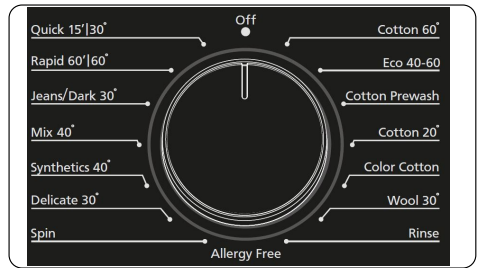 Off
Quick 15'|30°
Rapid 60'|60°
Jeans/Dark 30°
Mix 40°
Synthetics 40°
Delicate 30°
Spin
Cotton 60°
Eco 40-60
Cotton Prewash
Cotton 20°
Color Cotton
Wool 30°
Rinse
Allergy Free